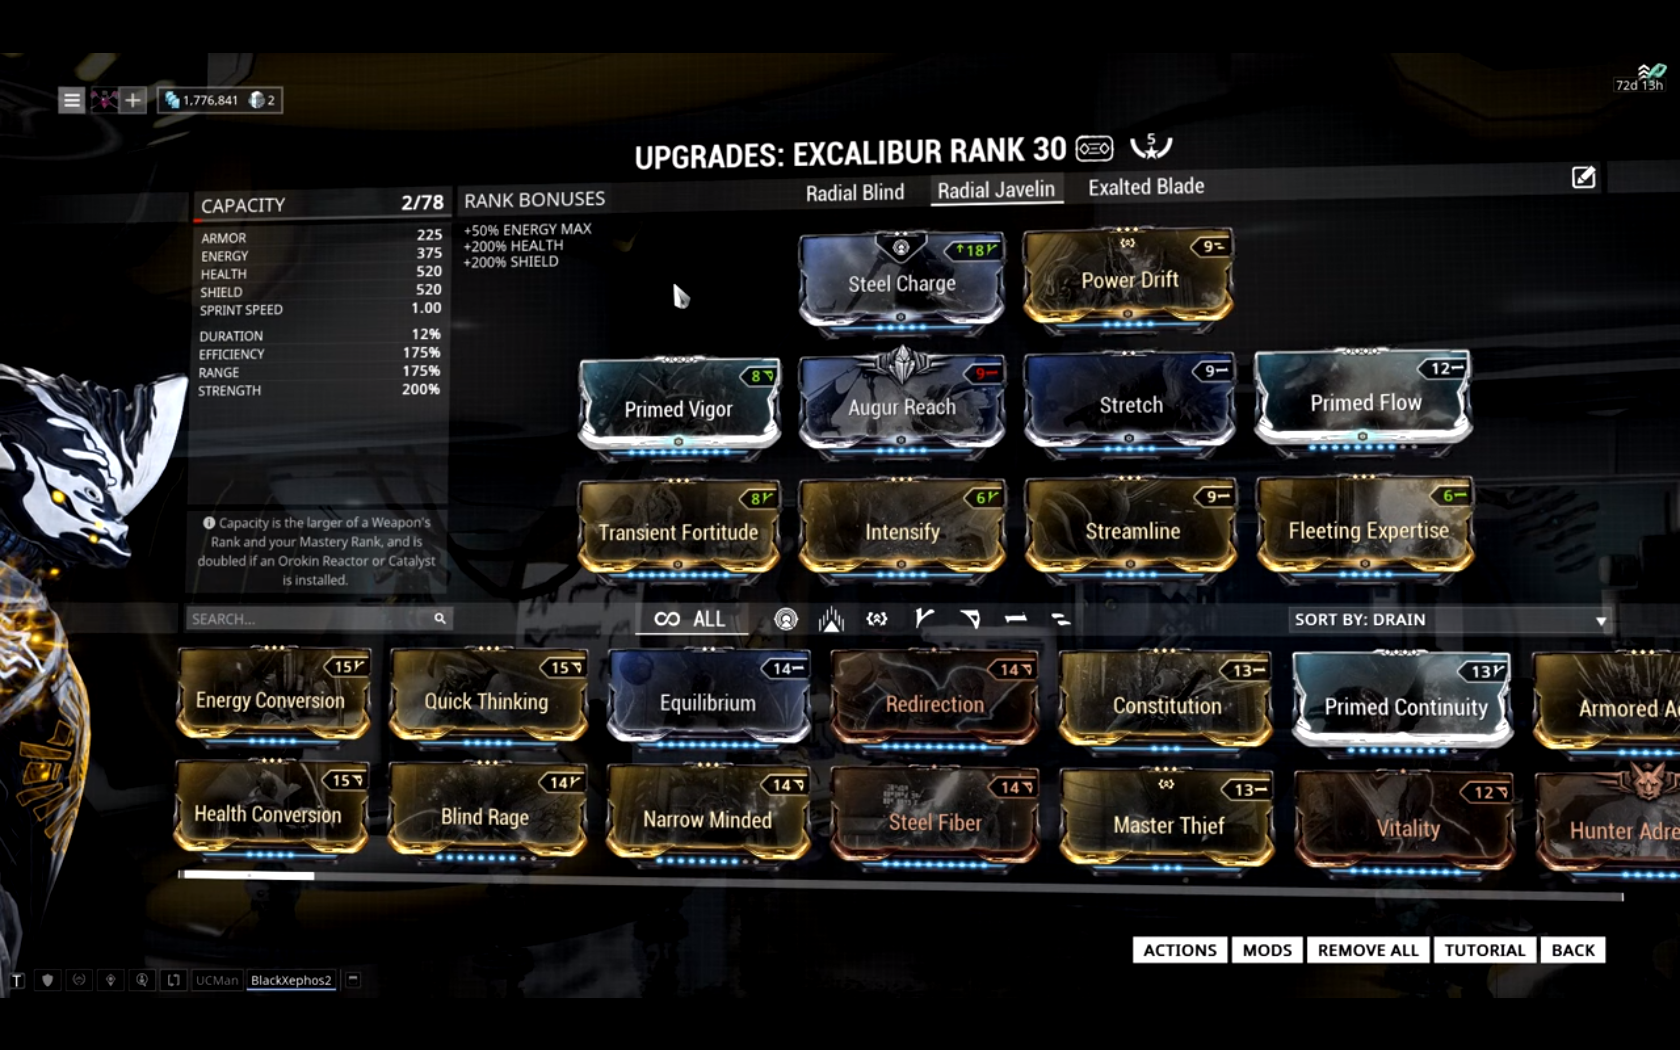 72d 13h
1,776,841 2
UPGRADES: EXCALIBUR RANK 30 5
Radial Blind Radial Javelin Exalted Blade
CAPACITY 2/78
ARMOR 225
ENERGY 375
HEALTH 520
SHIELD 520
SPRINT SPEED 1.00
DURATION 12%
EFFICIENCY 175%
RANGE 175%
STRENGTH 200%
RANK BONUSES
+50% ENERGY MAX
+200% HEALTH
+200% SHIELD
18
Steel Charge
9
Power Drift
8
Primed Vigor
9
Augur Reach
9
Stretch
12
Primed Flow
8
Transient Fortitude
6
Intensify
9
Streamline
6
Fleeting Expertise
Capacity is the larger of a Weapon's
Rank and your Mastery Rank, and is
doubled if an Orokin Reactor or Catalyst
is installed.
SEARCH...
ALL
SORT BY: DRAIN
15
Energy Conversion
15
Quick Thinking
14
Equilibrium
14
Redirection
13
Constitution
13
Primed Continuity
Armored
15
Health Conversion
14
Blind Rage
14
Narrow Minded
14
Steel Fiber
13
Master Thief
12
Vitality
Hunter Adre
ACTIONS MODS REMOVE ALL TUTORIAL BACK
T UCMan BlackXephos2